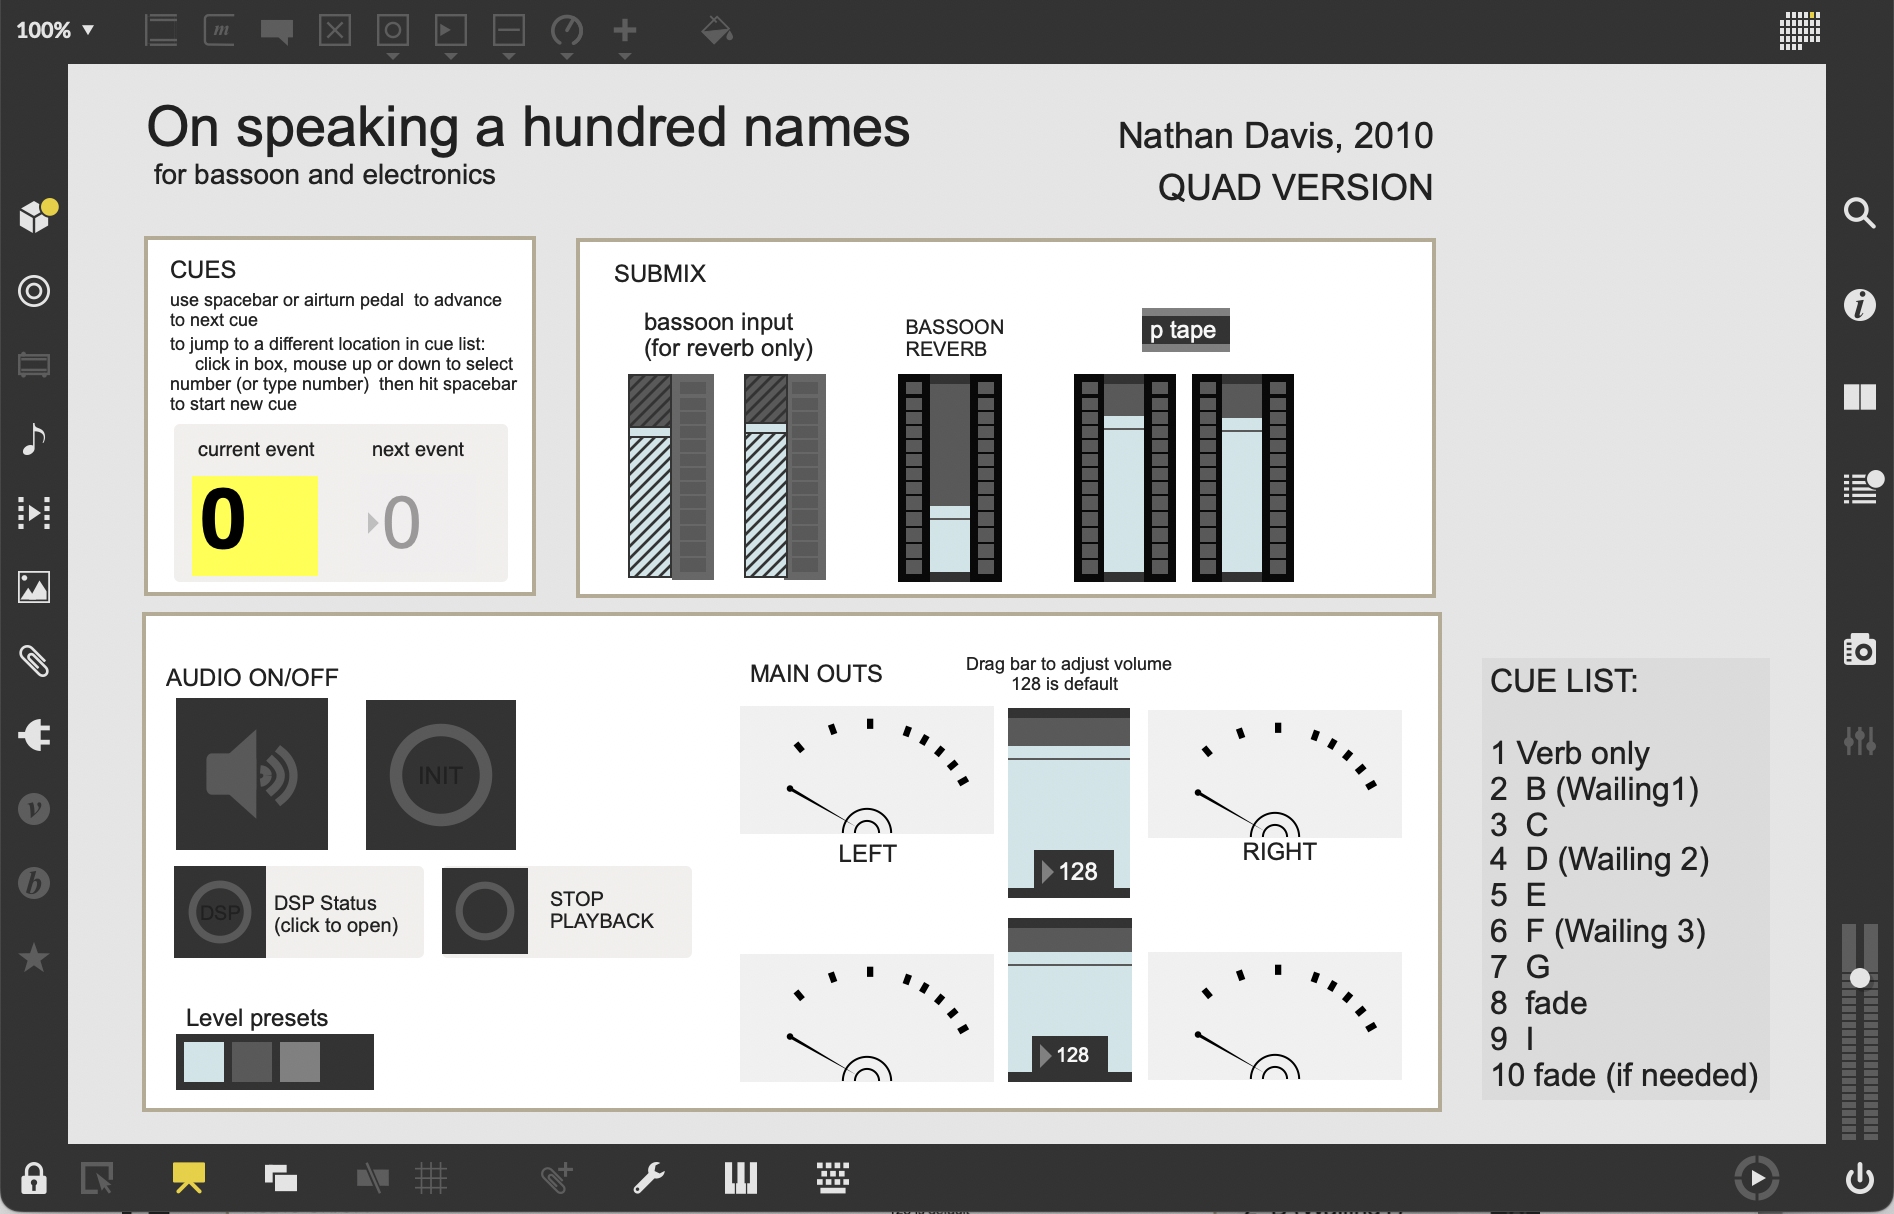 100%
m
On speaking a hundred names
for bassoon and electronics
Nathan Davis, 2010
QUAD VERSION
CUES
use spacebar or airturn pedal  to advance
to next cue
to jump to a different location in cue list:
click in box, mouse up or down to select
number (or type number)  then hit spacebar
to start new cue
current event
next event
0
0
SUBMIX
bassoon input
(for reverb only)
BASSOON
REVERB
p tape
AUDIO ON/OFF
INIT
DSP
DSP Status
(click to open)
STOP
PLAYBACK
Level presets
MAIN OUTS
Drag bar to adjust volume
128 is default
LEFT
128
RIGHT
128
CUE LIST:
1 Verb only
2  B (Wailing1)
3  C
4  D (Wailing 2)
5  E
6  F (Wailing 3)
7  G
8  fade
9  I
10 fade (if needed)
v
b
i